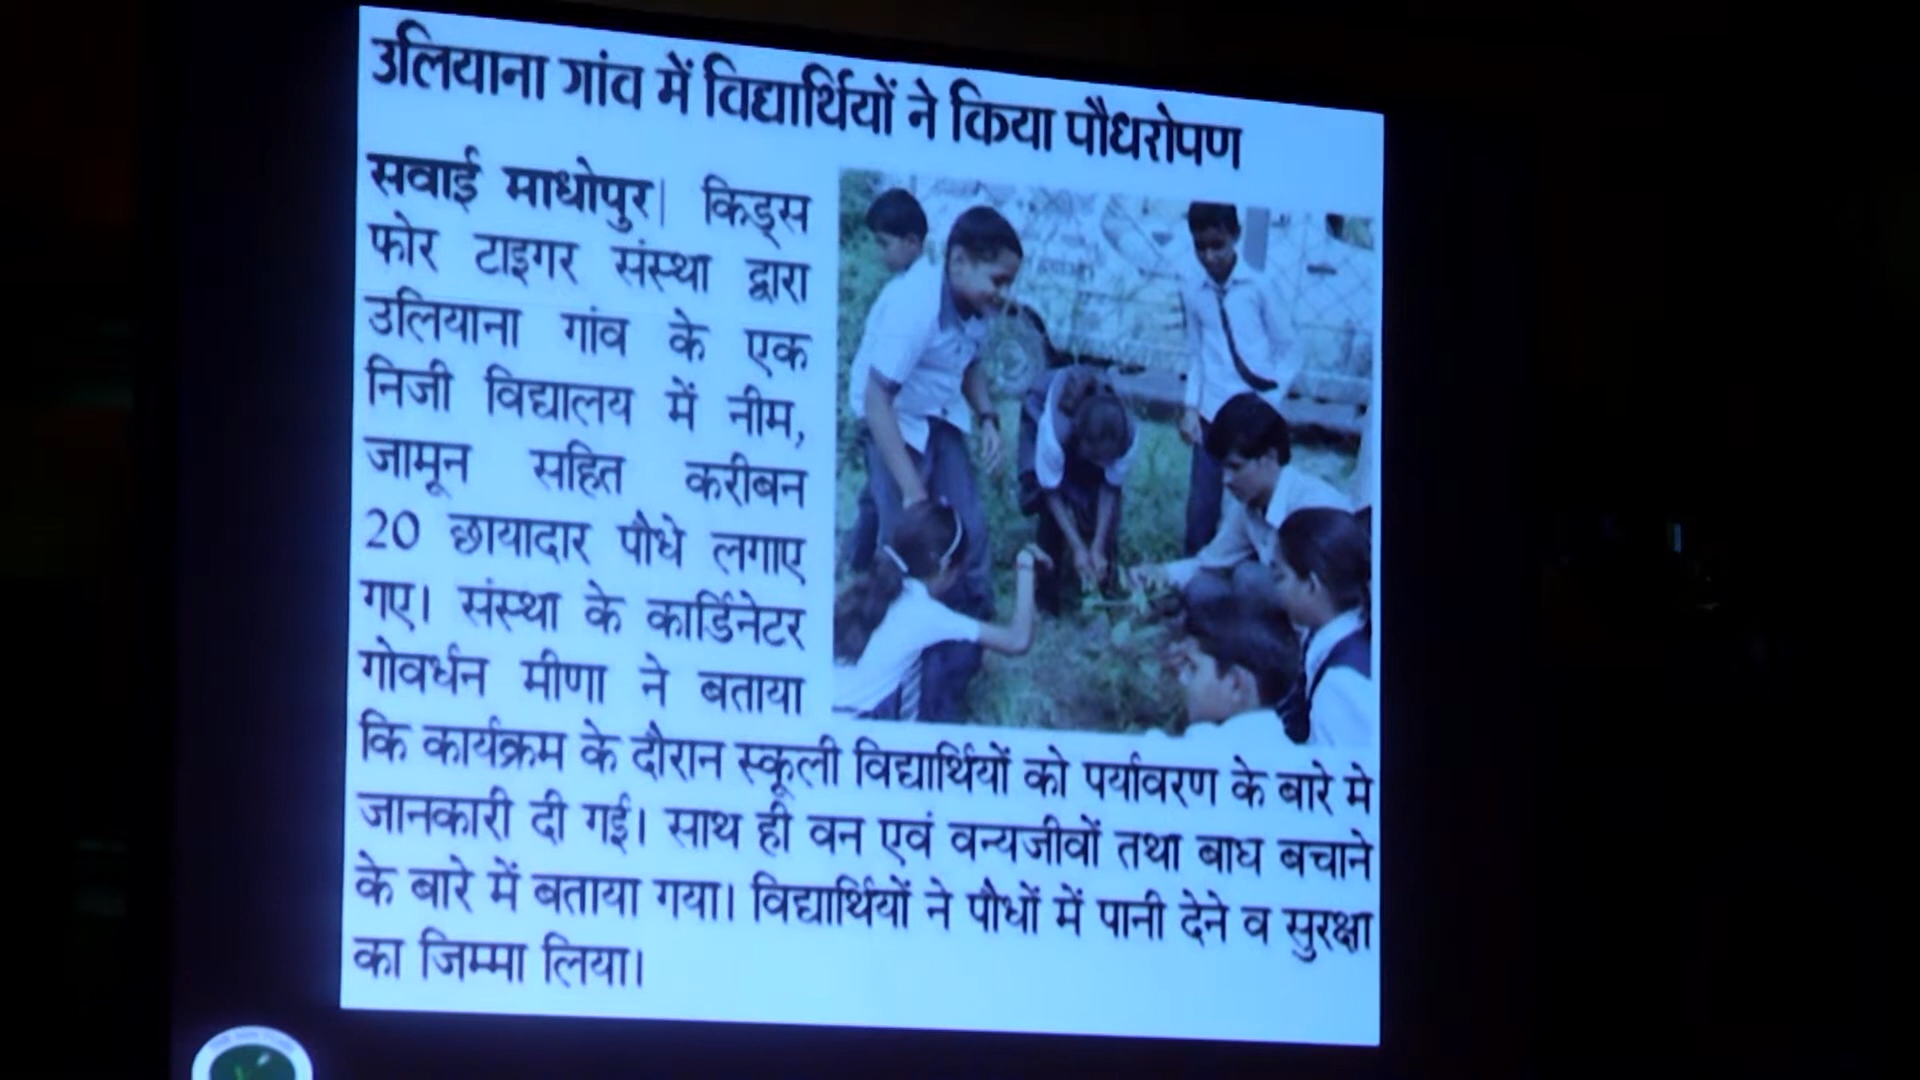 उलियाना गांव में विद्यार्थियों ने किया पौधरोपण
सवाई माधोपुर| किड्स
फोर टाइगर संस्था द्वारा
उलियाना गांव के एक
निजी विद्यालय में नीम,
जामून सहित करीबन
20 छायादार पौधे लगाए
गए। संस्था के कार्डिनेटर
गोवर्धन मीणा ने बताया
कि कार्यक्रम के दौरान स्कूली विद्यार्थियों को पर्यावरण के बारे मे
जानकारी दी गई। साथ ही वन एवं वन्यजीवों तथा बाघ बचाने
के बारे में बताया गया। विद्यार्थियों ने पौधों में पानी देने व सुरक्षा
का जिम्मा लिया।